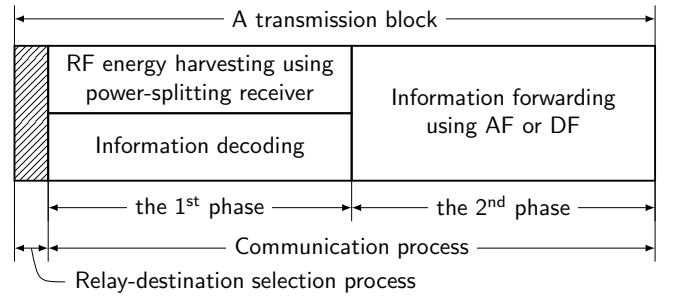 A transmission block
RF energy harvesting using
power-splitting receiver
Information decoding
Information forwarding
using AF or DF
the 1st phase
the 2nd phase
Communication process
Relay-destination selection process